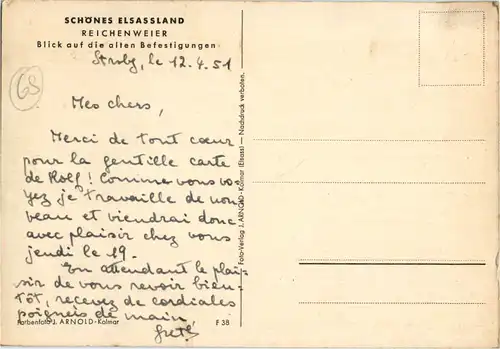 SCHÖNES ELSASSLAND
REICHENWEIER
Blick auf die alten Befestigungen
68
Strbg, le 12.4.51
Mes chers,
Merci de tout cœur
pour la gentille carte
de Rolf! Comme vous vo-
yez je travaille de nou
beau et viendrai donc
avec plaisir chez vous
jeudi le 19.
En attendant le plai-
sir de vous revoir bien-
tôt, recevez de cordiales
poignées de main,
Farbenfoto J. ARNOLD-Kolmar
F 38
Foto-Verlag J. ARNOLD-Kolmar (Elsass) — Nachdruck verboten.